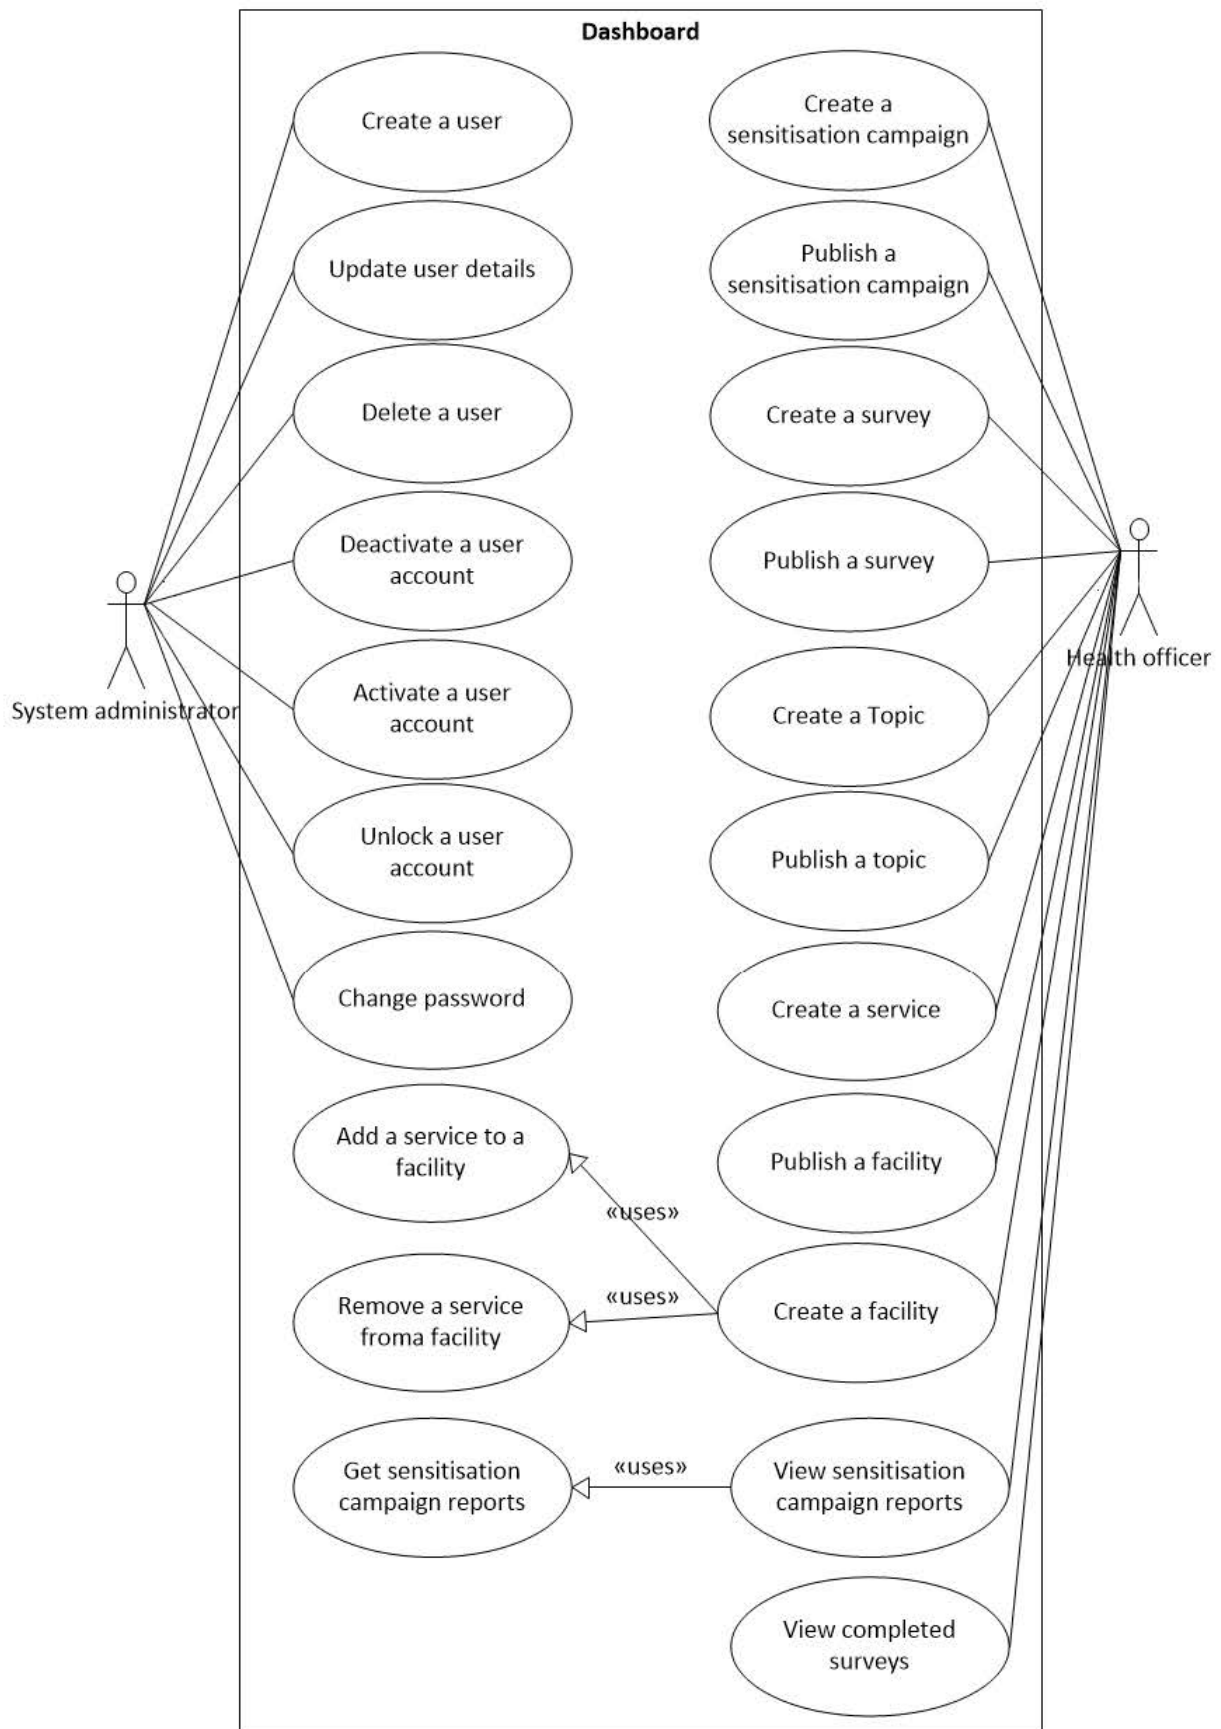 Dashboard
Create a user
Create a
sensitisation campaign
Update user details
Publish a
sensitisation campaign
Delete a user
Create a survey
Deactivate a user
account
Publish a survey
System administrator
Health officer
Activate a user
account
Create a Topic
Unlock a user
account
Publish a topic
Change password
Create a service
Add a service to a
facility
Publish a facility
«uses»
Remove a service
froma facility
«uses»
Create a facility
Get sensitisation
campaign reports
«uses»
View sensitisation
campaign reports
View completed
surveys